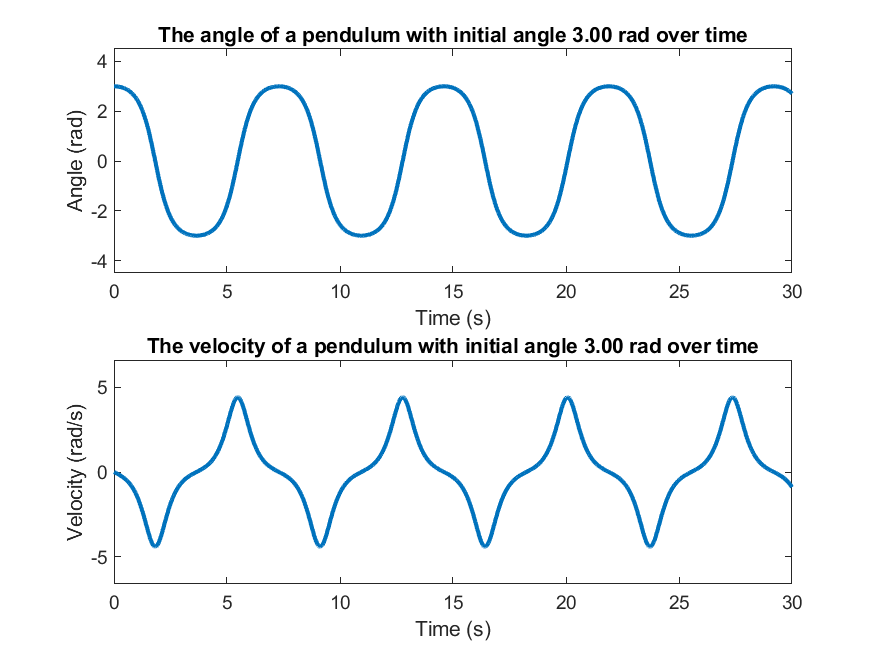 The angle of a pendulum with initial angle 3.00 rad over time
4
2
0
-2
-4
Angle (rad)
0 5 10 15 20 25 30
Time (s)
The velocity of a pendulum with initial angle 3.00 rad over time
5
0
-5
Velocity (rad/s)
0 5 10 15 20 25 30
Time (s)